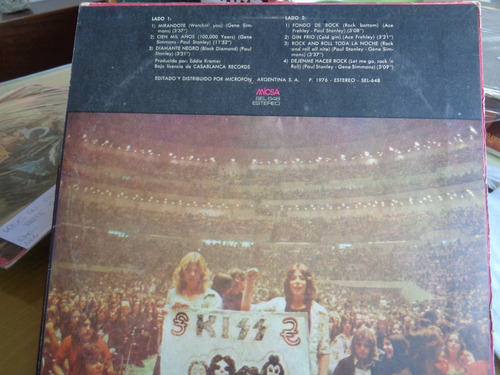 LADO 1:
1) MIRANDOTE (Watchin' you) (Gene Sim-
mons) (3'37")
2) CIEN MIL AÑOS (100,000 Years) (Gene
Simmons - Paul Stanley) (11'52")
3) DIAMANTE NEGRO (Black Diamond) (Paul
Stanley) (5'21")
Producida por: Eddie Kramer
Bajo licencia de CASABLANCA RECORDS
LADO 2:
1) FONDO DE ROCK (Rock bottom) (Ace
Frehley - Paul Stanley) (5'08")
2) GIN FRIO (Cold gin) (Ace Frehley) (5'21")
3) ROCK AND ROLL TODA LA NOCHE (Rock
and roll all nite) (Paul Stanley - Gene
Simmons) (3'37")
4) DEJENME HACER ROCK (Let me go, rock 'n
Roll) (Paul Stanley - Gene Simmons) (5'09")
EDITADO Y DISTRIBUIDO POR MICROFON ARGENTINA S. A. P. 1976 - ESTEREO - SEL-648
MICSA
SEL 648
ESTEREO
KISS